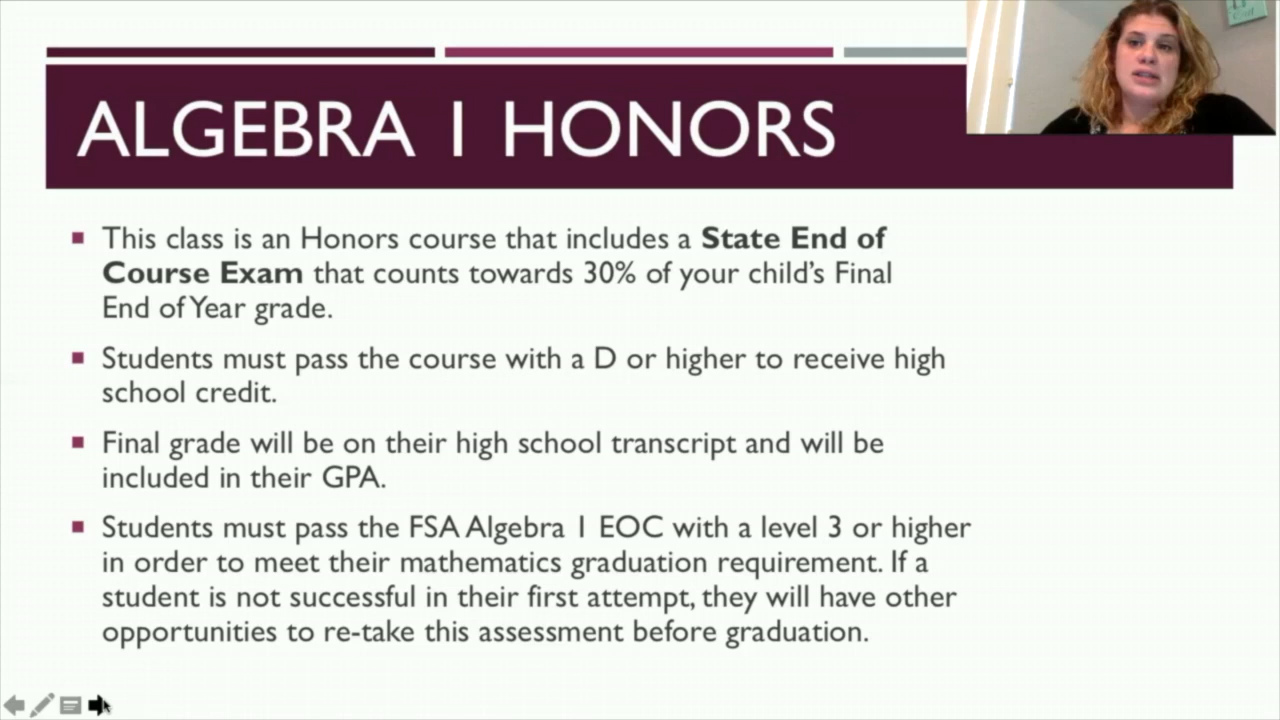 ALGEBRA 1 HONORS
This class is an Honors course that includes a State End of
Course Exam that counts towards 30% of your child's Final
End of Year grade.
Students must pass the course with a D or higher to receive high
school credit.
Final grade will be on their high school transcript and will be
included in their GPA.
Students must pass the FSA Algebra 1 EOC with a level 3 or higher
in order to meet their mathematics graduation requirement. If a
student is not successful in their first attempt, they will have other
opportunities to re-take this assessment before graduation.